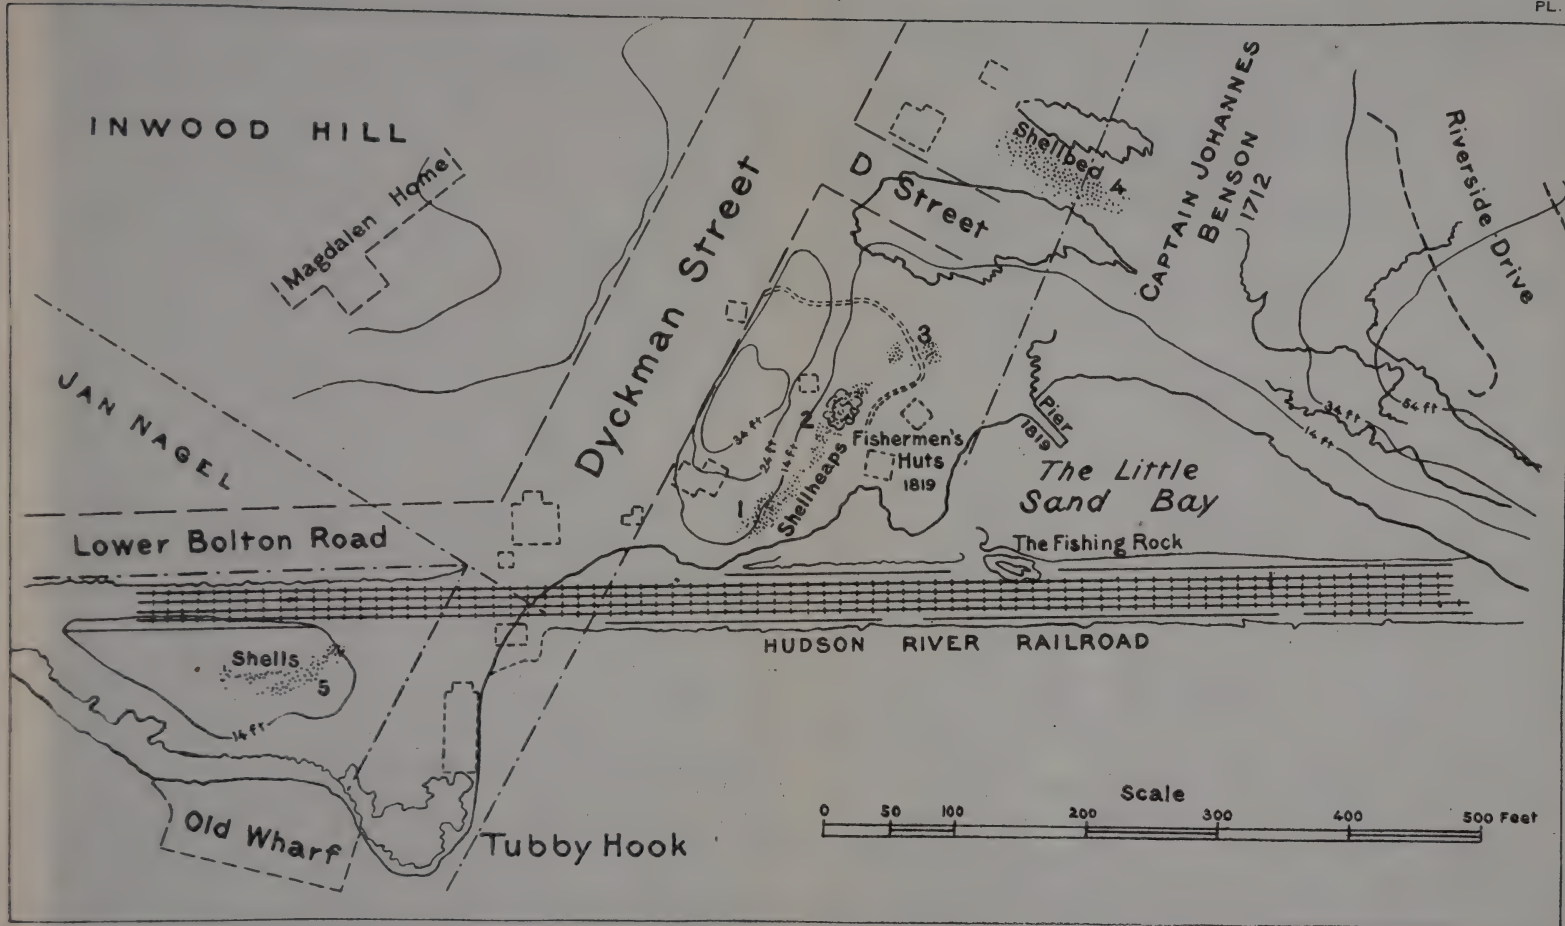 PL.
INWOOD HILL
Magdalen Home
JAN NAGEL
Lower Bolton Road
Dyckman Street
D Street
Shellbed 4
CAPTAIN JOHANNES
BENSON
1712
Riverside Drive
34 ft
24 ft
14 ft
1
2
3
Shellheaps
Fishermen's
Huts
1819
Pier
1819
The Little
Sand Bay
The Fishing Rock
34 ft
54 ft
14 ft
HUDSON RIVER RAILROAD
Shells
5
14 ft
Old Wharf
Tubby Hook
Scale
0 50 100 200 300 400 500 Feet